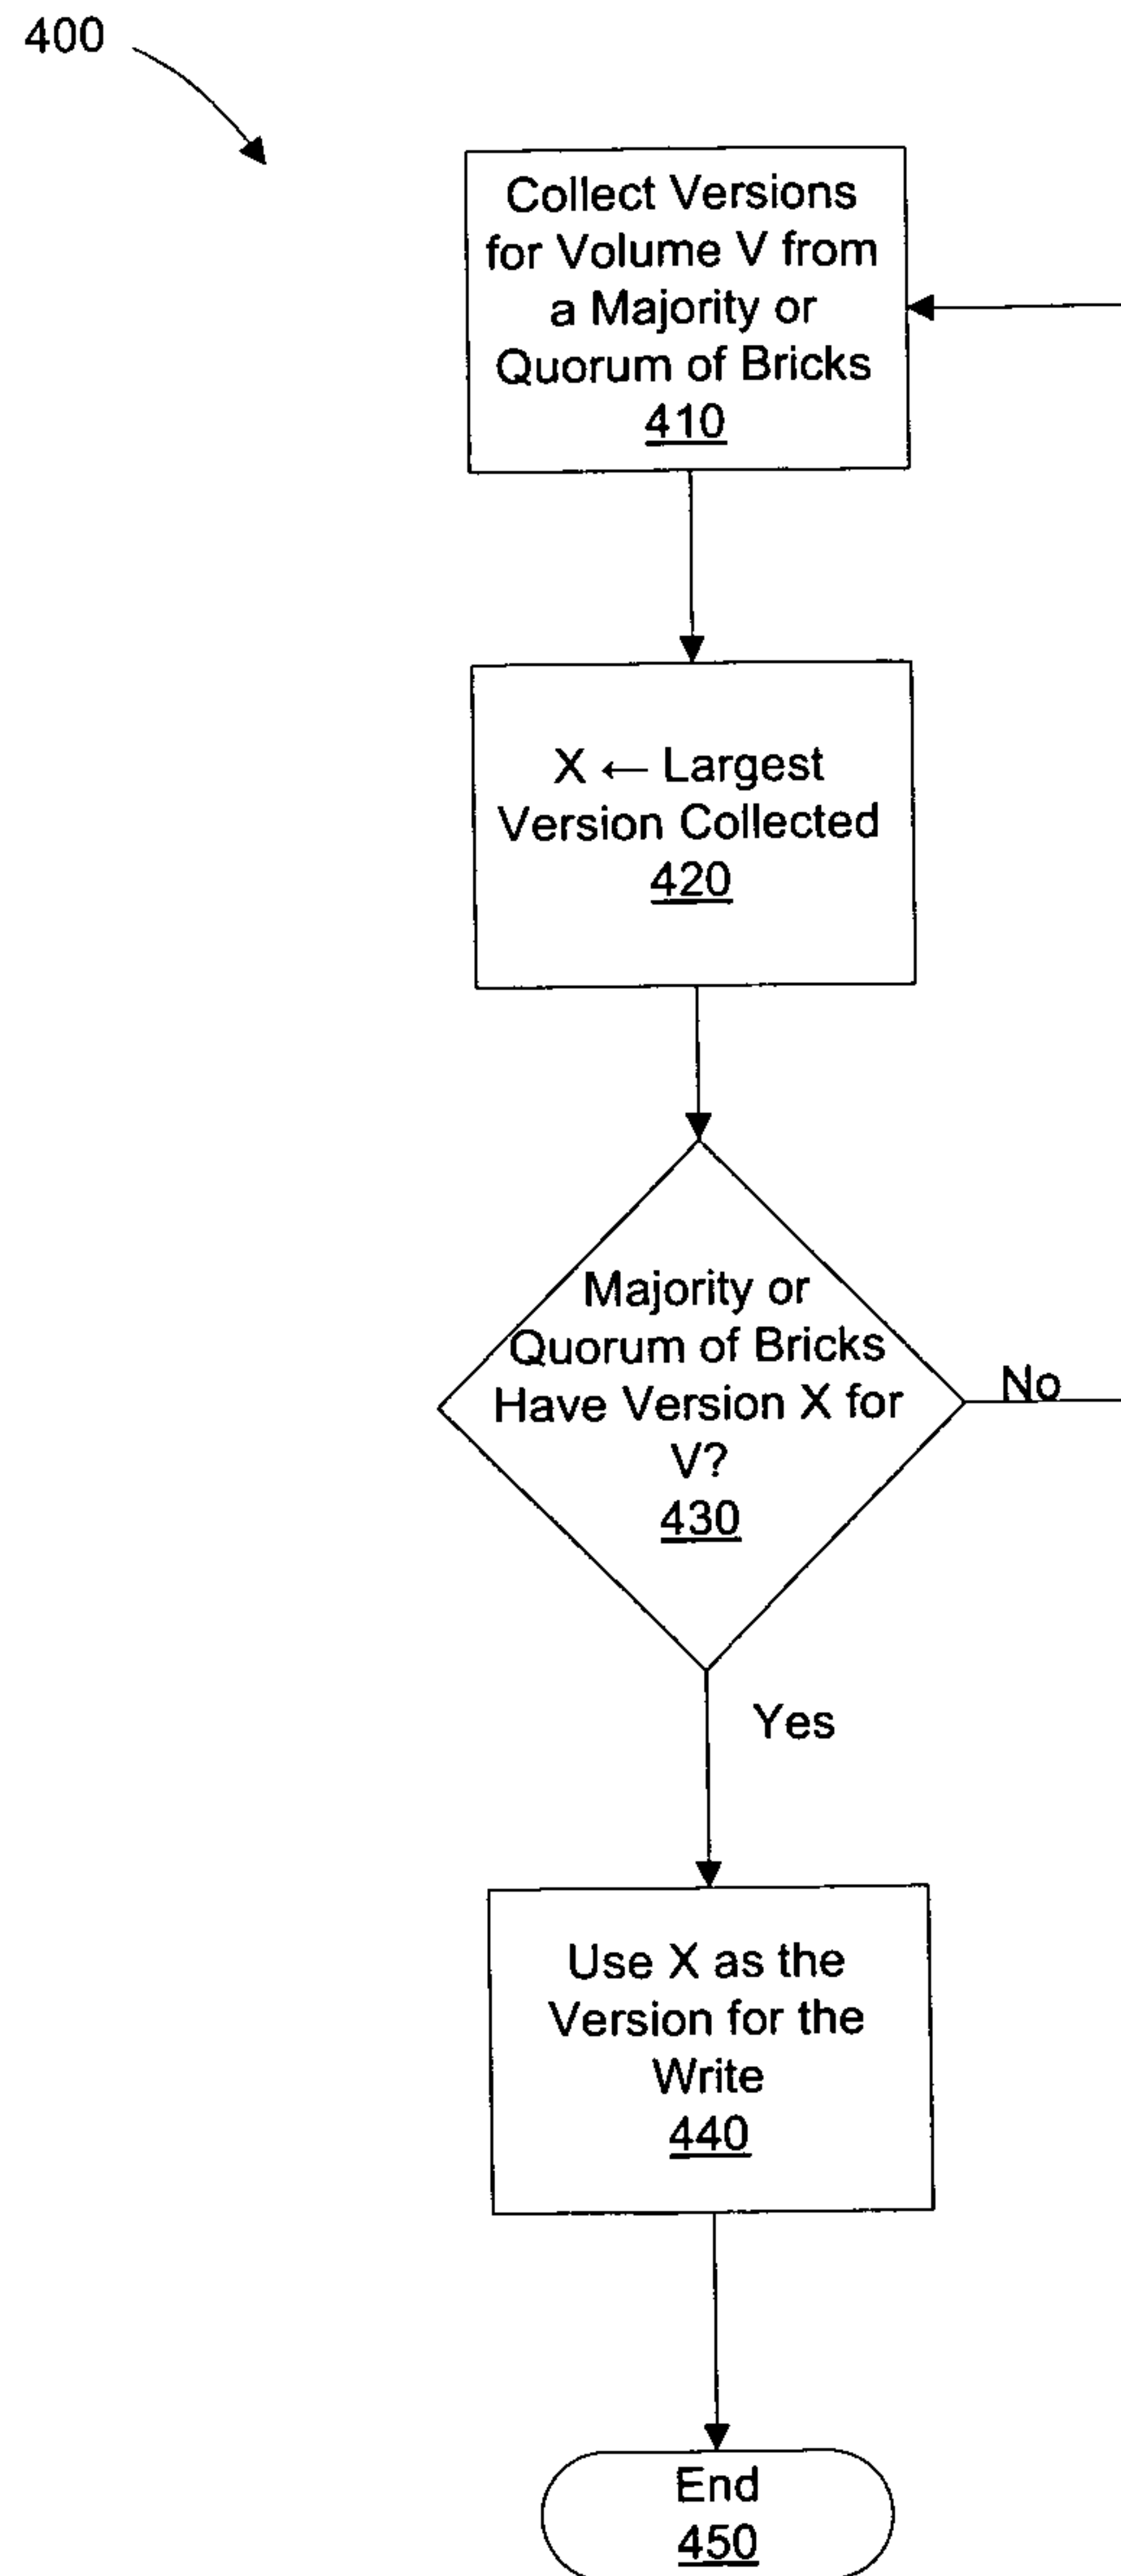 400
Collect Versions
for Volume V from
a Majority or
Quorum of Bricks
410
X ← Largest
Version Collected
420
Majority or
Quorum of Bricks
Have Version X for
V?
430
No
Yes
Use X as the
Version for the
Write
440
End
450